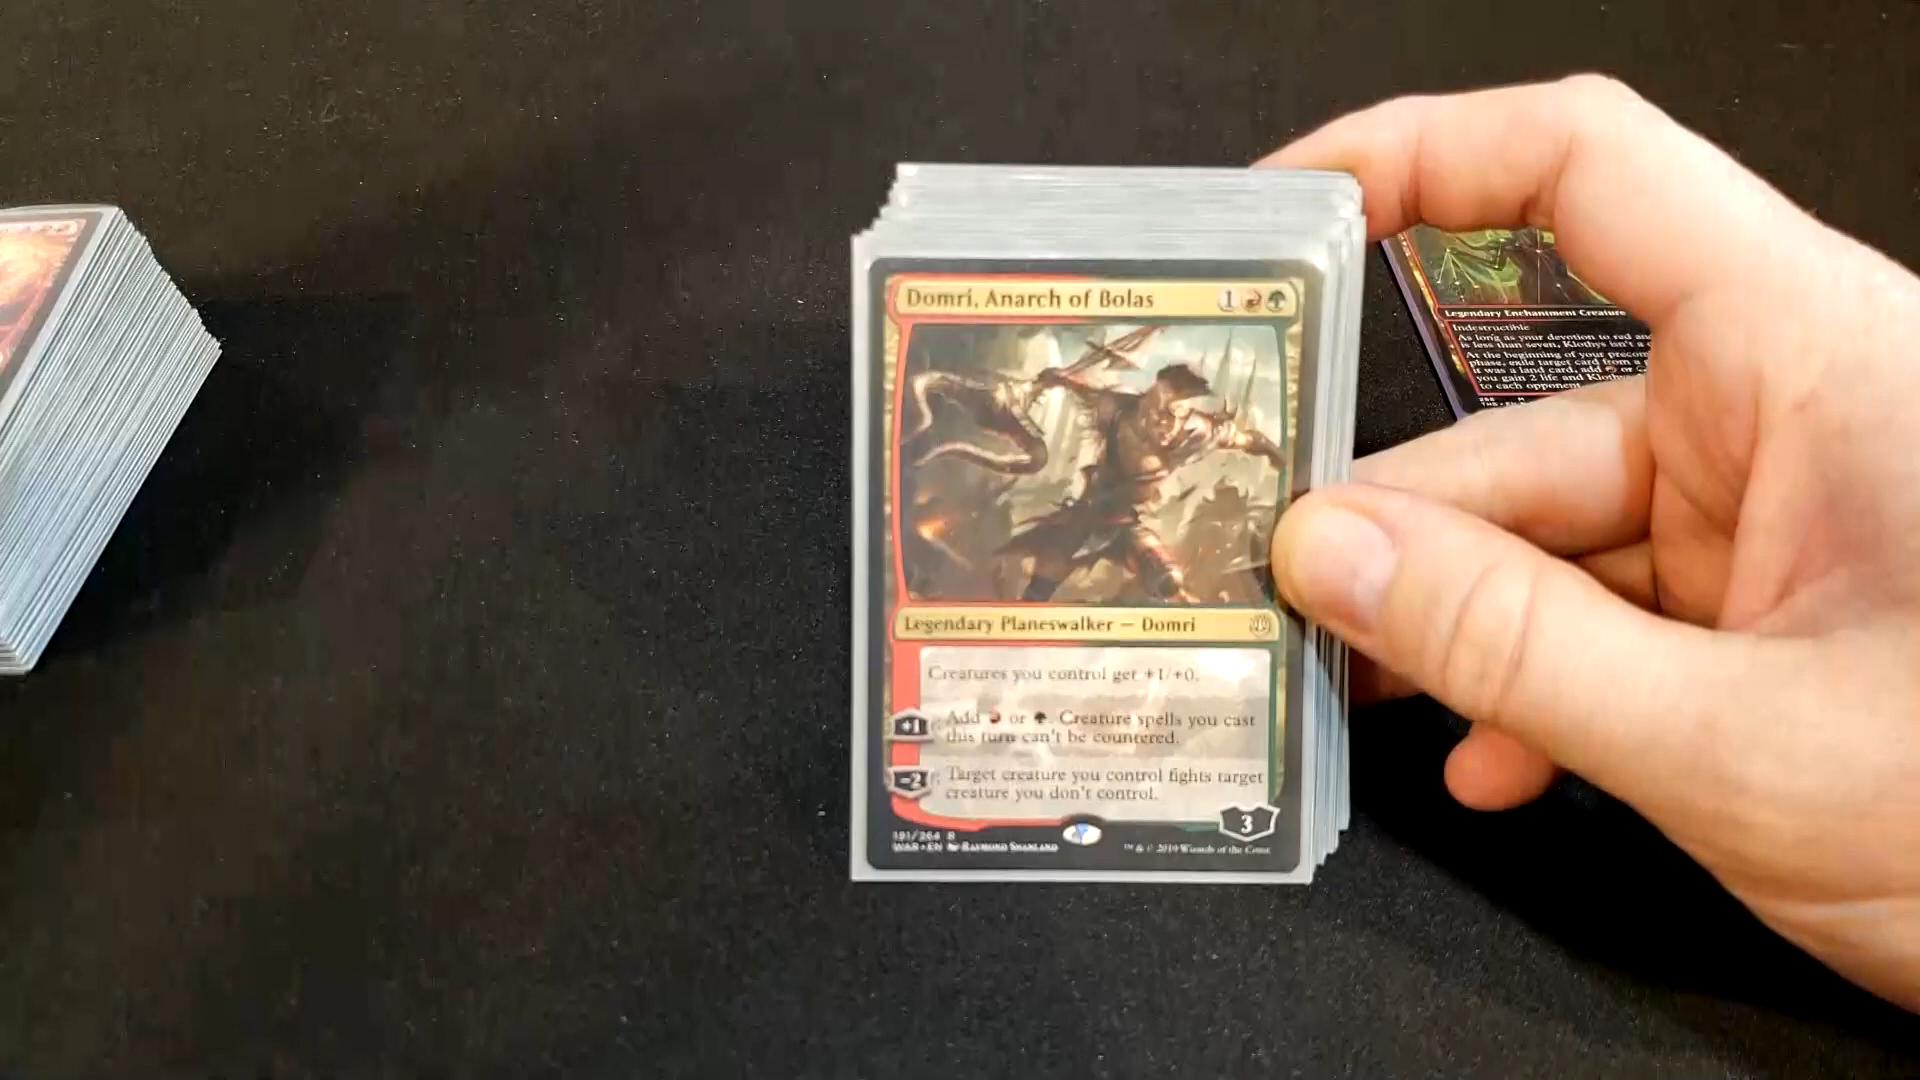 Domri, Anarch of Bolas 1
Legendary Planeswalker — Domri
Creatures you control get +1/+0.
+1: Add or . Creature spells you cast
this turn can't be countered.
-2: Target creature you control fights target
creature you don't control.
3
191/264 R
WAR • EN Raymond Swanland
™ & © 2019 Wizards of the Coast
Legendary Enchantment Creature
Indestructible
As long as your devotion to red and
is less than seven, Klothys isn't a
At the beginning of your precom
phase, exile target card from a
it was a land card, add or
you gain 2 life and Kloth
to each opponent